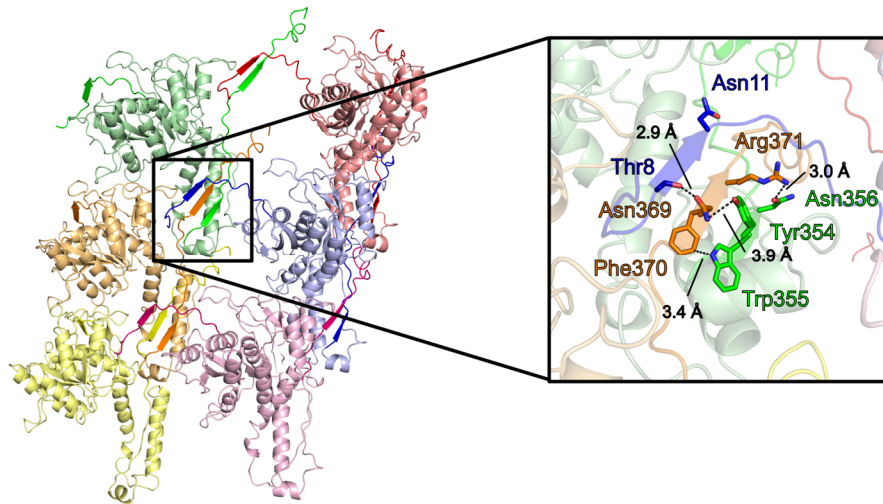 Asn11
2.9 Å
Arg371
Thr8
3.0 Å
Asn369
Asn356
Tyr354
Phe370
3.9 Å
Trp355
3.4 Å